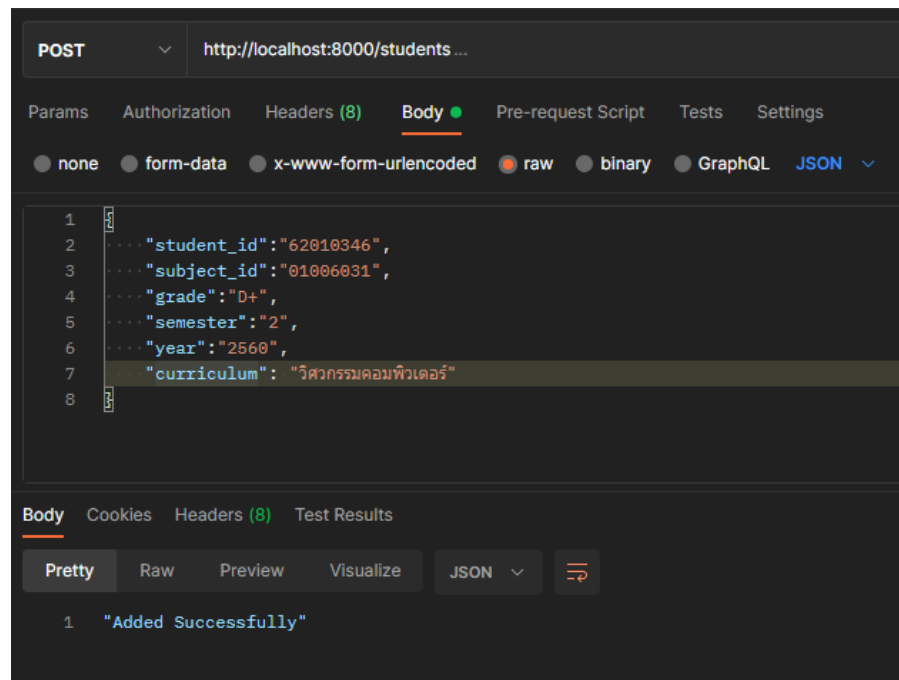 POST http://localhost:8000/students ...
Params Authorization Headers (8) Body Pre-request Script Tests Settings
none form-data x-www-form-urlencoded raw binary GraphQL JSON
1 {
2 ····"student_id":"62010346",
3 ····"subject_id":"01006031",
4 ····"grade":"D+",
5 ····"semester":"2",
6 ····"year":"2560",
7 ····"curriculum":·"วิศวกรรมคอมพิวเตอร์"
8 }
Body Cookies Headers (8) Test Results
Pretty Raw Preview Visualize JSON
1 "Added Successfully"